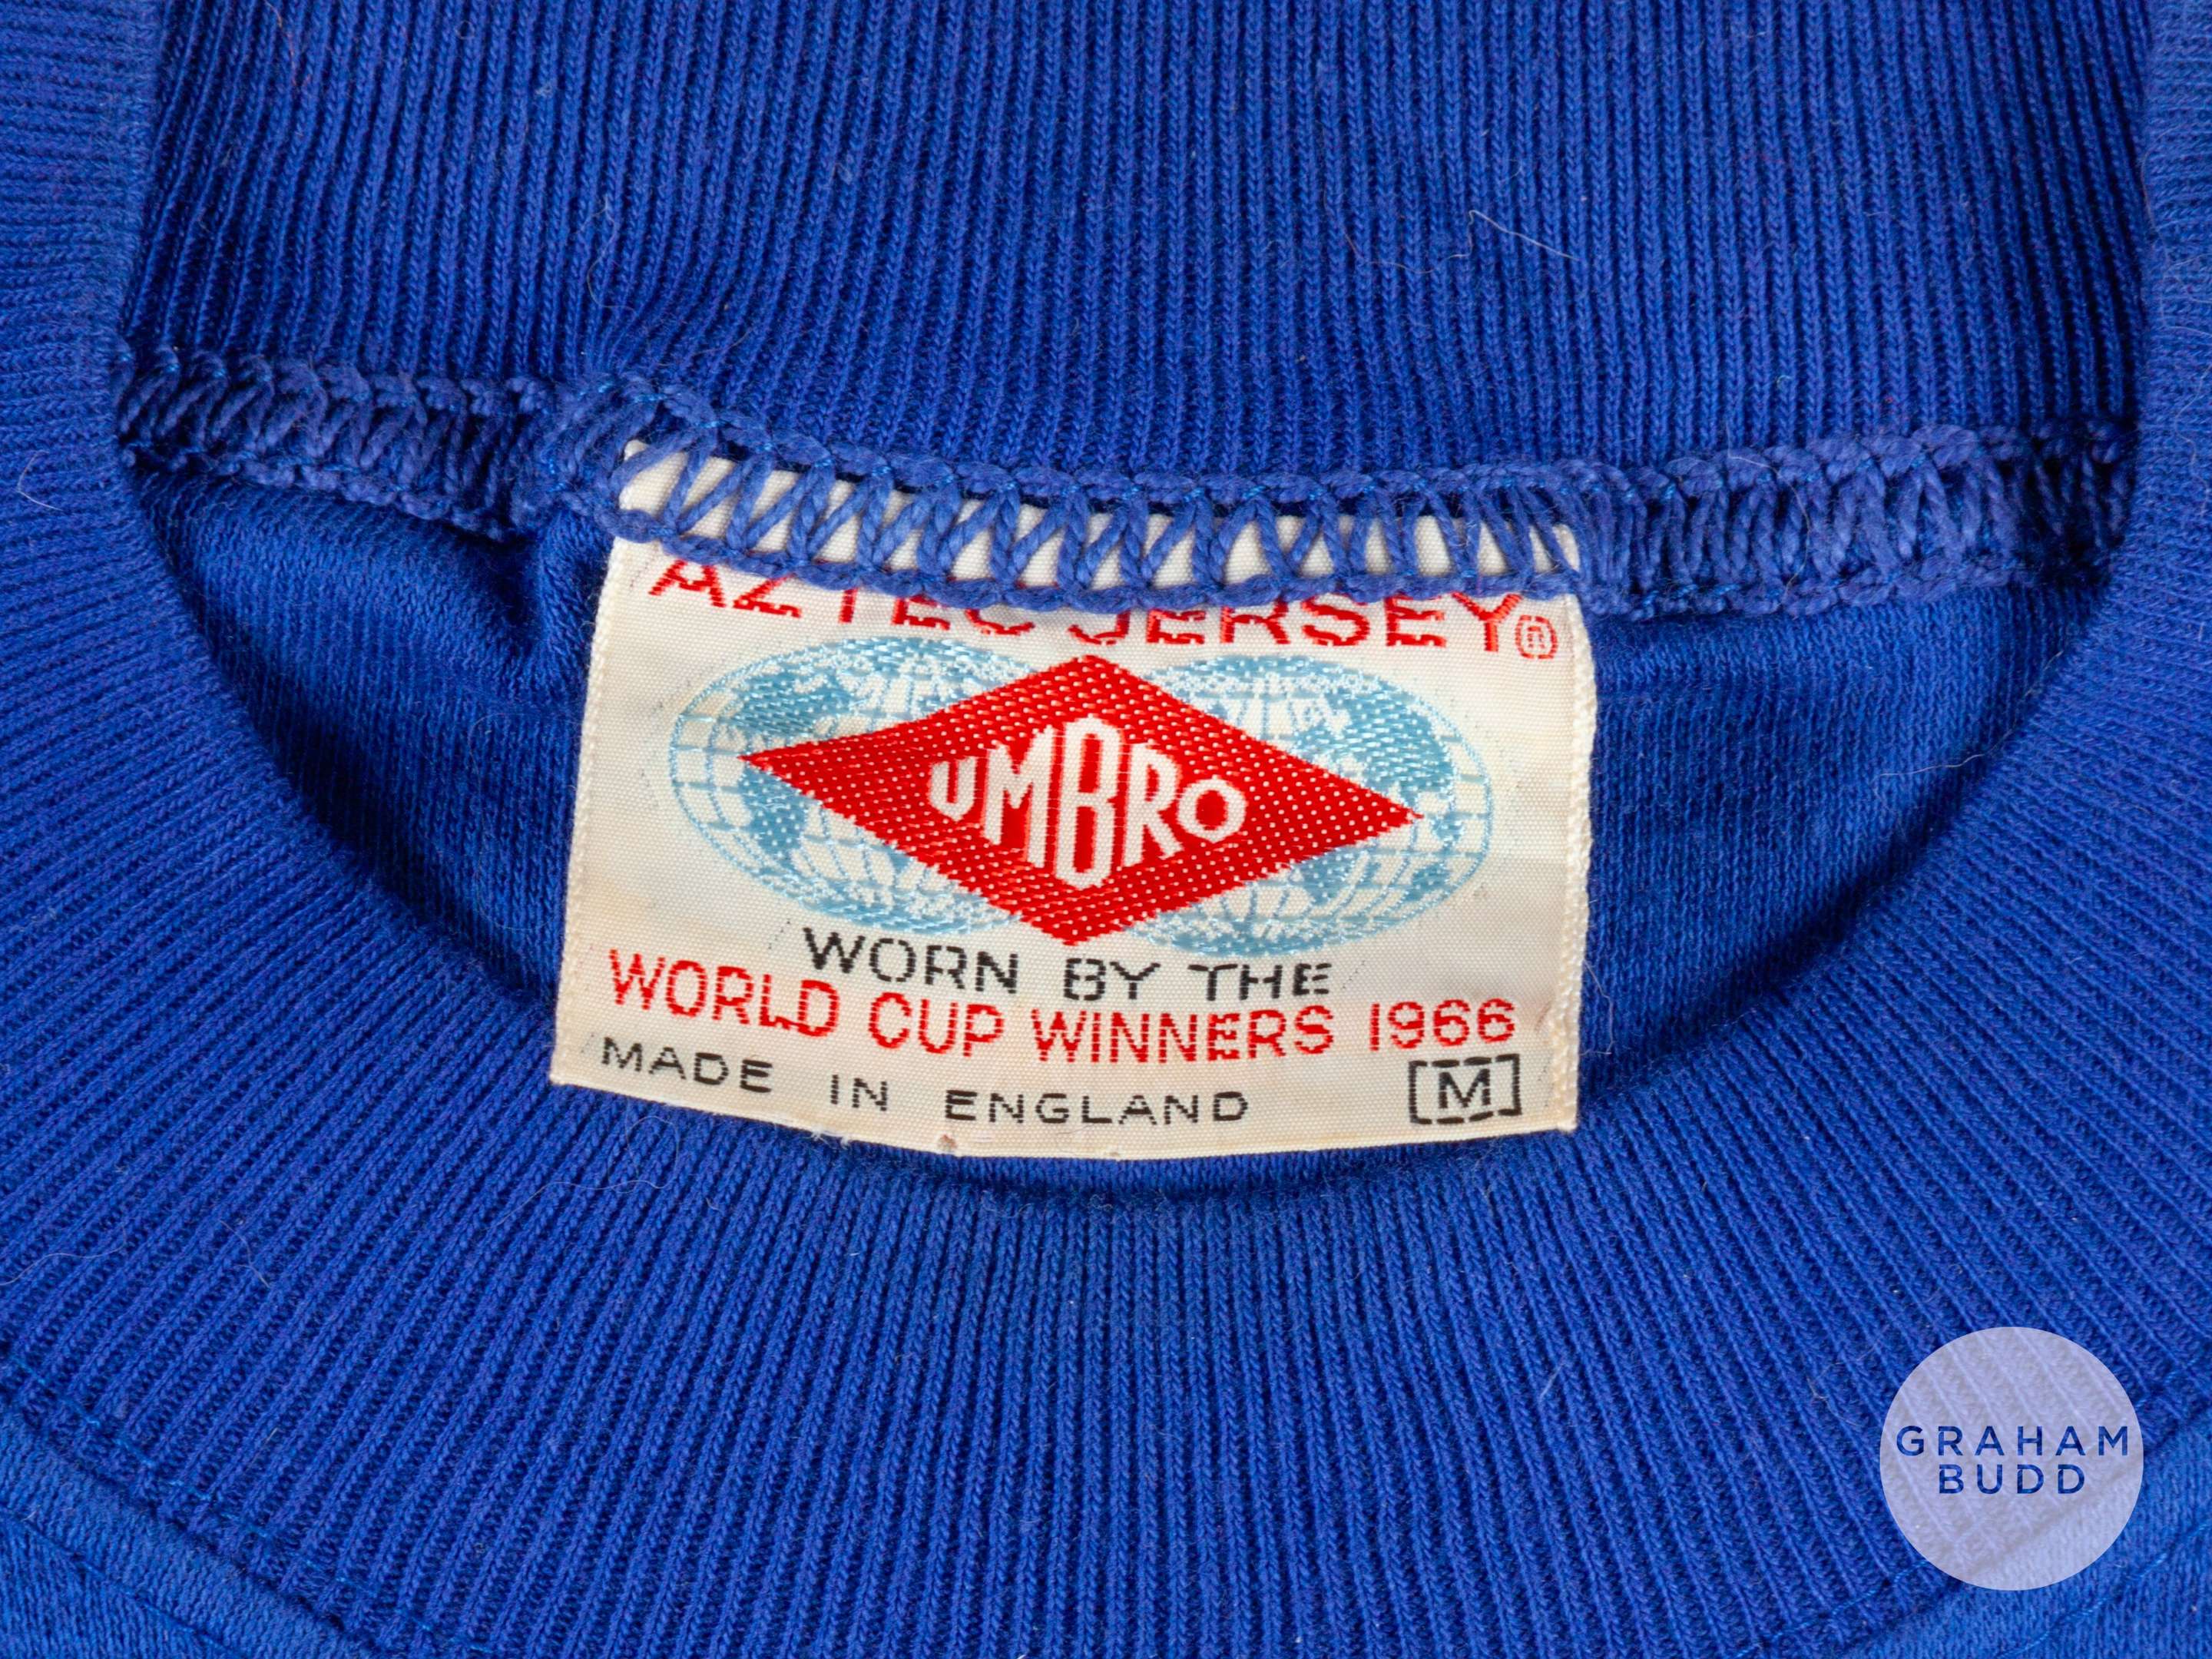 AZTEC JERSEY®
UMBRO
WORN BY THE
WORLD CUP WINNERS 1966
MADE IN ENGLAND [M]
GRAHAM
BUDD